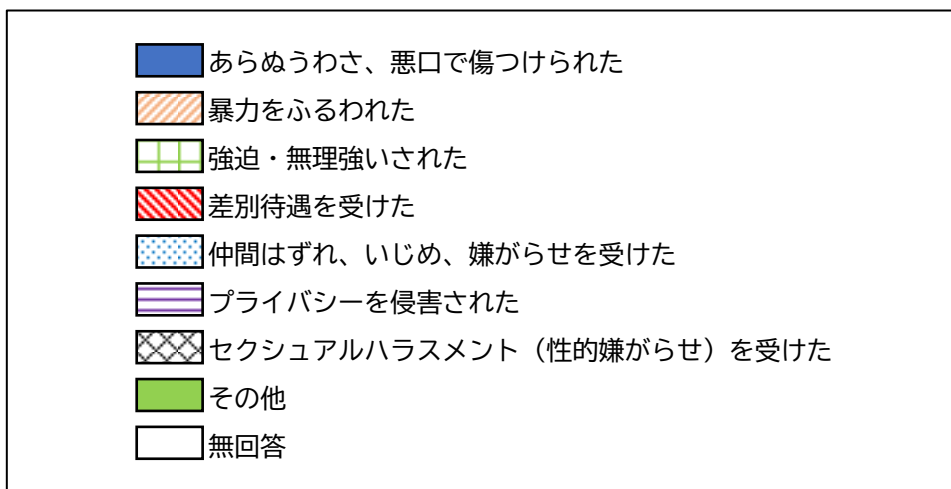 あらぬうわさ、悪口で傷つけられた
暴力をふるわれた
強迫・無理強いされた
差別待遇を受けた
仲間はずれ、いじめ、嫌がらせを受けた
プライバシーを侵害された
セクシュアルハラスメント（性的嫌がらせ）を受けた
その他
無回答